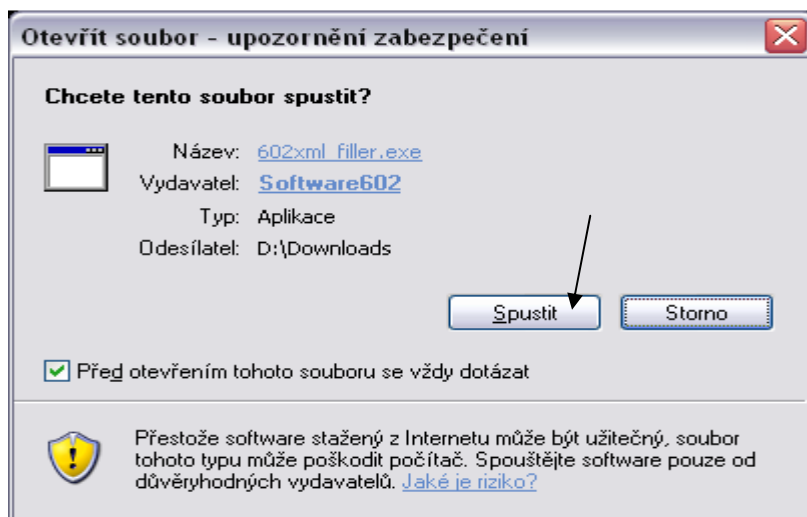 Otevřít soubor - upozornění zabezpečení
Chcete tento soubor spustit?
Název: 602xml_filler.exe
Vydavatel: Software602
Typ: Aplikace
Odesílatel: D:\Downloads
Spustit Storno
Před otevřením tohoto souboru se vždy dotázat
Přestože software stažený z Internetu může být užitečný, soubor
tohoto typu může poškodit počítač. Spouštějte software pouze od
důvěryhodných vydavatelů. Jaké je riziko?